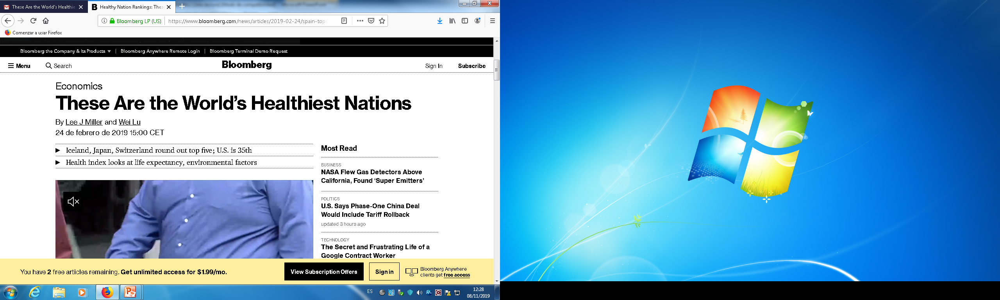 These Are the World's Healthie
Healthy Nation Rankings: Thes
Bloomberg LP (US)
https://www.bloomberg.com/news/articles/2019-02-24/spain-tops
Comenzar a usar Firefox
Bloomberg the Company & Its Products
Bloomberg Anywhere Remote Login
Bloomberg Terminal Demo Request
Menu
Search
Bloomberg
Sign In
Subscribe
Economics
These Are the World's Healthiest Nations
By Lee J Miller and Wei Lu
24 de febrero de 2019 15:00 CET
Iceland, Japan, Switzerland round out top five; U.S. is 35th
Health index looks at life expectancy, environmental factors
Most Read
BUSINESS
NASA Flew Gas Detectors Above
California, Found ‘Super Emitters’
POLITICS
U.S. Says Phase-One China Deal
Would Include Tariff Rollback
updated 3 hours ago
TECHNOLOGY
The Secret and Frustrating Life of a
Google Contract Worker
You have 2 free articles remaining. Get unlimited access for $1.99/mo.
View Subscription Offers
Sign in
Bloomberg Anywhere
clients get free access
ES
12:28
08/11/2019